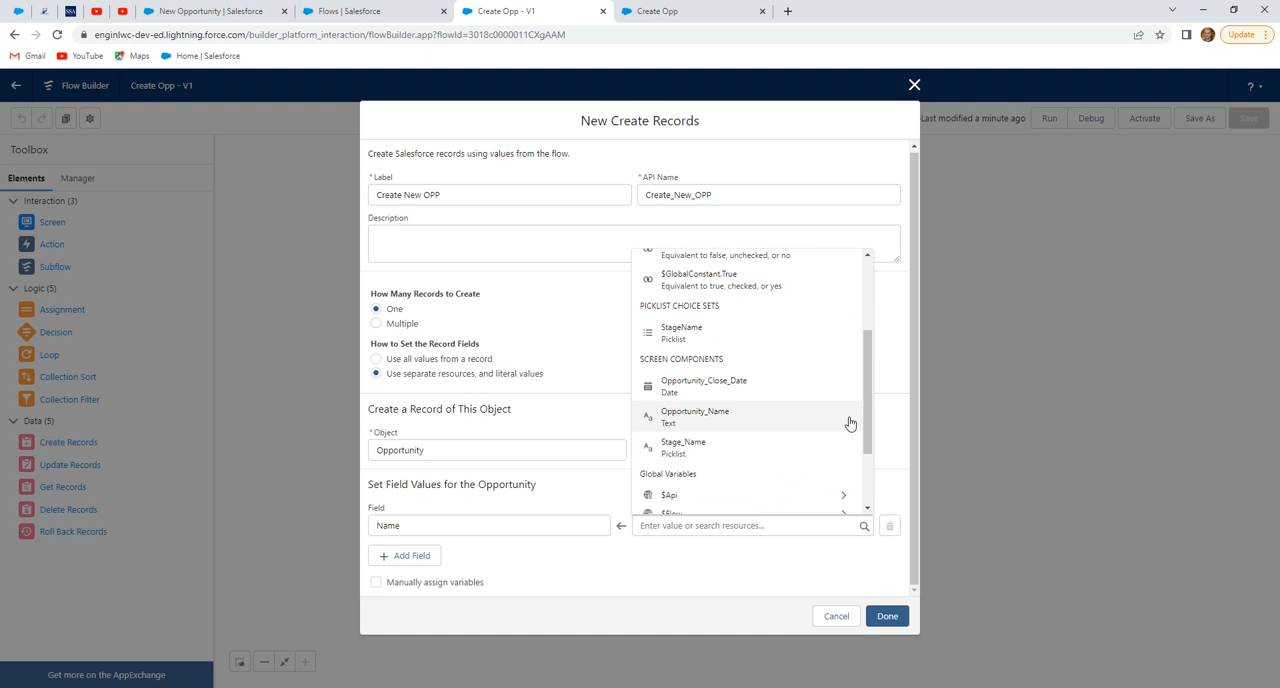 SSA
New Opportunity | Salesforce
Flows | Salesforce
Create Opp - V1
Create Opp
enginlwc-dev-ed.lightning.force.com/builder_platform_interaction/flowBuilder.app?flowId=3018c0000011CXgAAM
Update
Gmail
YouTube
Maps
Home | Salesforce
Flow Builder
Create Opp - V1
?
Last modified a minute ago
Run
Debug
Activate
Save As
Save
Toolbox
Elements
Manager
Interaction (3)
Screen
Action
Subflow
Logic (5)
Assignment
Decision
Loop
Collection Sort
Collection Filter
Data (5)
Create Records
Update Records
Get Records
Delete Records
Roll Back Records
Get more on the AppExchange
New Create Records
Create Salesforce records using values from the flow.
* Label
* API Name
Create New OPP
Create_New_OPP
Description
How Many Records to Create
One
Multiple
How to Set the Record Fields
Use all values from a record
Use separate resources, and literal values
Create a Record of This Object
* Object
Opportunity
Set Field Values for the Opportunity
Field
Name
Enter value or search resources...
Equivalent to false, unchecked, or no
$GlobalConstant.True
Equivalent to true, checked, or yes
PICKLIST CHOICE SETS
StageName
Picklist
SCREEN COMPONENTS
Opportunity_Close_Date
Date
Aa Opportunity_Name
Text
Aa Stage_Name
Picklist
Global Variables
$Api
$Flow
+ Add Field
Manually assign variables
Cancel
Done